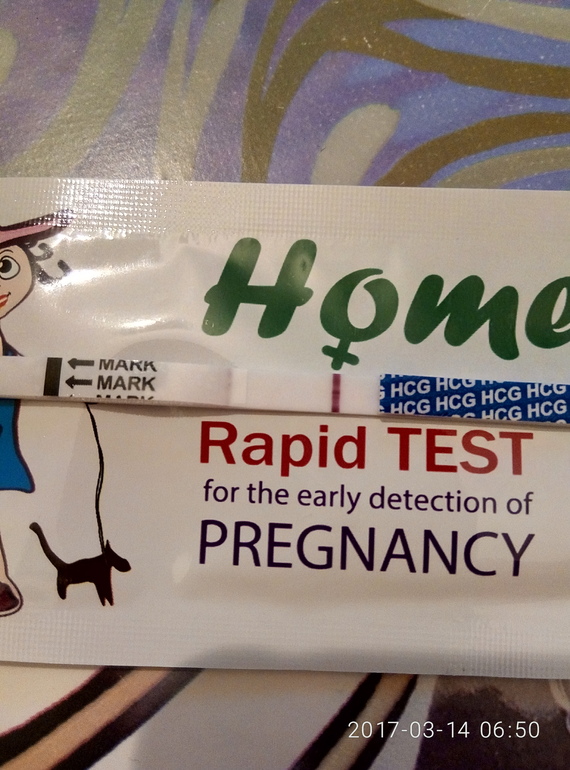 Home
MARK
MARK
MARK
HCG HCG HCG HCG
HCG HCG HCG HCG
Rapid TEST
for the early detection of
PREGNANCY
2017-03-14 06:50